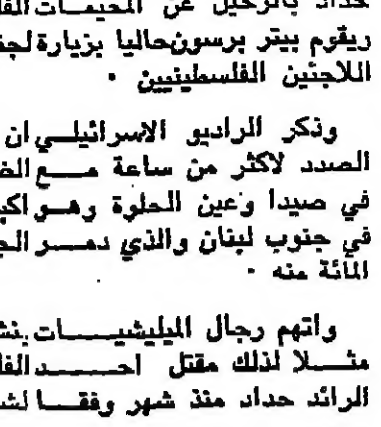 حداد بالرحيل عن المخيمات
ويقوم بيتر برسون حاليا بزيارة
اللاجئين الفلسطينيين .
وذكر الراديو الاسرائيلي ان
الصدد لاكثر من ساعة مع
في صيدا وعين الحلوة وهو
في جنوب لبنان والذي دمر
المائة منه .
واتهم رجال الميليشيات
مثلا لذلك مقتل احد
الرائد حداد منذ شهر وفقا